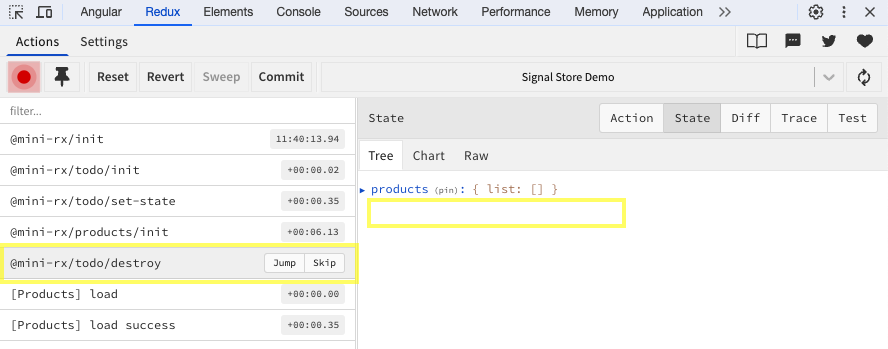 Angular Redux Elements Console Sources Network Performance Memory Application
Actions Settings
Reset Revert Sweep Commit Signal Store Demo
filter...
@mini-rx/init 11:40:13.94
@mini-rx/todo/init +00:00.02
@mini-rx/todo/set-state +00:00.35
@mini-rx/products/init +00:06.13
@mini-rx/todo/destroy Jump Skip
[Products] load +00:00.00
[Products] load success +00:00.35
State Action State Diff Trace Test
Tree Chart Raw
products (pin): { list: [] }